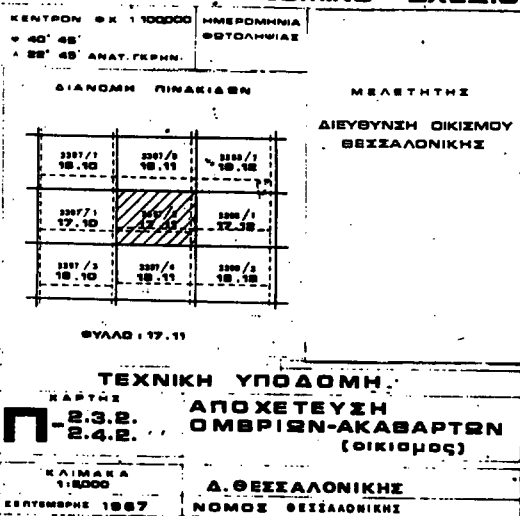 ΚΕΝΤΡΟΝ ΦΧ 1:100000
φ 40° 45'
λ 22° 45' ΑΝΑΤ. ΓΚΡΗΝ.
ΗΜΕΡΟΜΗΝΙΑ
ΦΩΤΟΛΗΨΙΑΣ
ΔΙΑΝΟΜΗ ΠΙΝΑΚΙΔΩΝ
ΜΕΛΕΤΗΤΗΣ
ΔΙΕΥΘΥΝΣΗ ΟΙΚΙΣΜΟΥ
ΘΕΣΣΑΛΟΝΙΚΗΣ
16.10 16.11 16.12
17.10 17.11 17.12
18.10 18.11 18.12
ΦΥΛΛΟ : 17.11
ΤΕΧΝΙΚΗ ΥΠΟΔΟΜΗ
ΧΑΡΤΗΣ
Π-2.3.2.
2.4.2.
ΑΠΟΧΕΤΕΥΣΗ
ΟΜΒΡΙΩΝ-ΑΚΑΘΑΡΤΩΝ
(οικισμος)
ΚΛΙΜΑΚΑ
1:5000
ΣΕΠΤΕΜΒΡΗΣ 1987
Δ. ΘΕΣΣΑΛΟΝΙΚΗΣ
ΝΟΜΟΣ ΘΕΣΣΑΛΟΝΙΚΗΣ